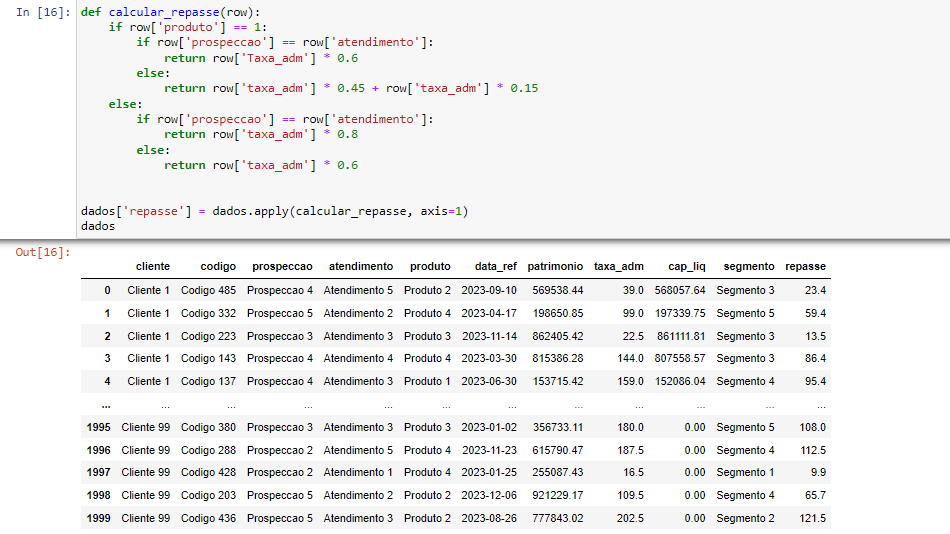 In [16]: def calcular_repasse(row):
    if row['produto'] == 1:
        if row['prospeccao'] == row['atendimento']:
            return row['Taxa_adm'] * 0.6
        else:
            return row['taxa_adm'] * 0.45 + row['taxa_adm'] * 0.15
    else:
        if row['prospeccao'] == row['atendimento']:
            return row['taxa_adm'] * 0.8
        else:
            return row['taxa_adm'] * 0.6
dados['repasse'] = dados.apply(calcular_repasse, axis=1)
dados
Out[16]:
cliente codigo prospeccao atendimento produto data_ref patrimonio taxa_adm cap_liq segmento repasse
0 Cliente 1 Codigo 485 Prospeccao 4 Atendimento 5 Produto 2 2023-09-10 569538.44 39.0 568057.64 Segmento 3 23.4
1 Cliente 1 Codigo 332 Prospeccao 5 Atendimento 2 Produto 4 2023-04-17 198650.85 99.0 197339.75 Segmento 5 59.4
2 Cliente 1 Codigo 223 Prospeccao 3 Atendimento 3 Produto 3 2023-11-14 862405.42 22.5 861111.81 Segmento 3 13.5
3 Cliente 1 Codigo 143 Prospeccao 4 Atendimento 4 Produto 4 2023-03-30 815386.28 144.0 807558.57 Segmento 3 86.4
4 Cliente 1 Codigo 137 Prospeccao 4 Atendimento 3 Produto 1 2023-06-30 153715.42 159.0 152086.04 Segmento 4 95.4
... ... ... ... ... ... ... ... ... ... ... ...
1995 Cliente 99 Codigo 380 Prospeccao 3 Atendimento 3 Produto 3 2023-01-02 356733.11 180.0 0.00 Segmento 5 108.0
1996 Cliente 99 Codigo 288 Prospeccao 2 Atendimento 5 Produto 4 2023-11-23 615790.47 187.5 0.00 Segmento 4 112.5
1997 Cliente 99 Codigo 428 Prospeccao 2 Atendimento 1 Produto 4 2023-01-25 255087.43 16.5 0.00 Segmento 1 9.9
1998 Cliente 99 Codigo 203 Prospeccao 5 Atendimento 2 Produto 2 2023-12-06 921229.17 109.5 0.00 Segmento 4 65.7
1999 Cliente 99 Codigo 436 Prospeccao 5 Atendimento 3 Produto 2 2023-08-26 777843.02 202.5 0.00 Segmento 2 121.5